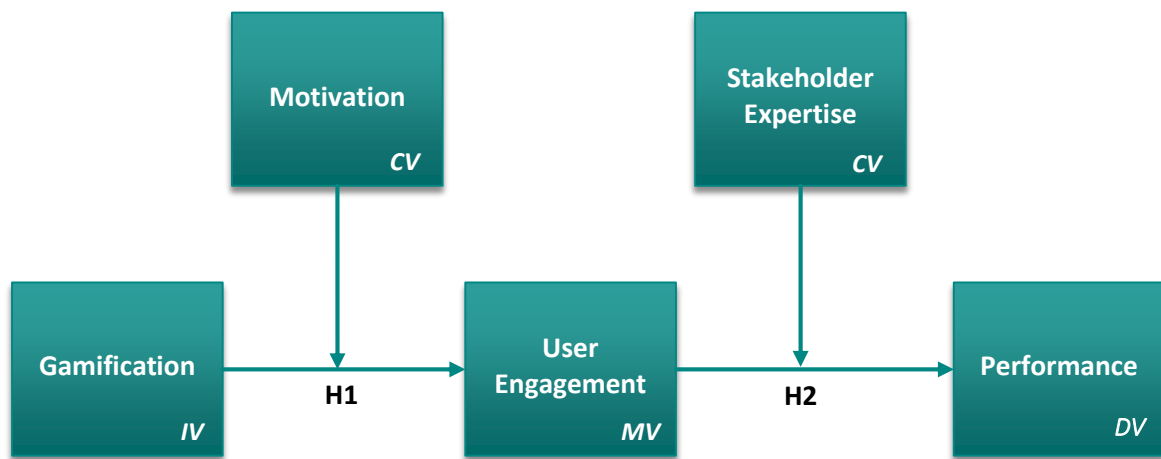 Motivation
CV
Stakeholder
Expertise
CV
Gamification
IV
H1
User
Engagement
MV
H2
Performance
DV